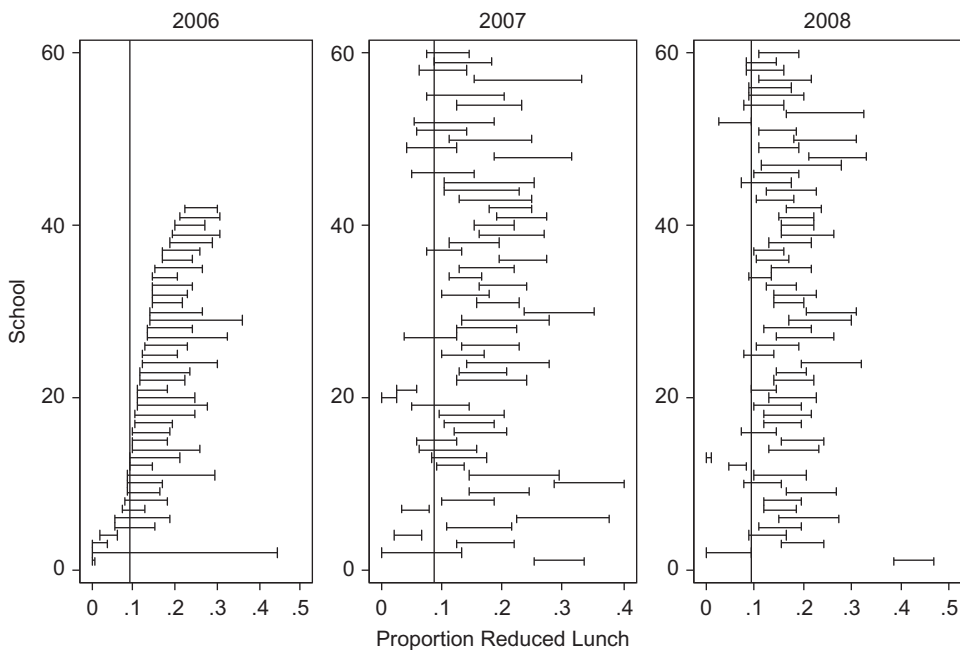 2006 2007 2008
60 60 60
40 40 40
School
20 20 20
0 0 0
0 .1 .2 .3 .4 .5 0 .1 .2 .3 .4 0 .1 .2 .3 .4 .5
Proportion Reduced Lunch